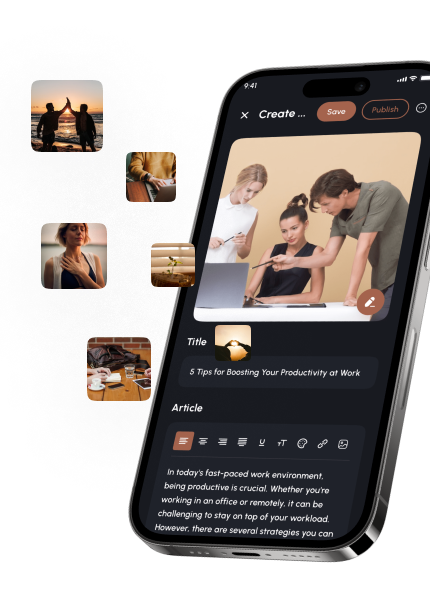 9:41
Create ...
Save
Publish
Title
5 Tips for Boosting Your Productivity at Work
Article
U
TT
In today's fast-paced work environment,
being productive is crucial. Whether you're
working in an office or remotely, it can be
challenging to stay on top of your workload.
However, there are several strategies you can